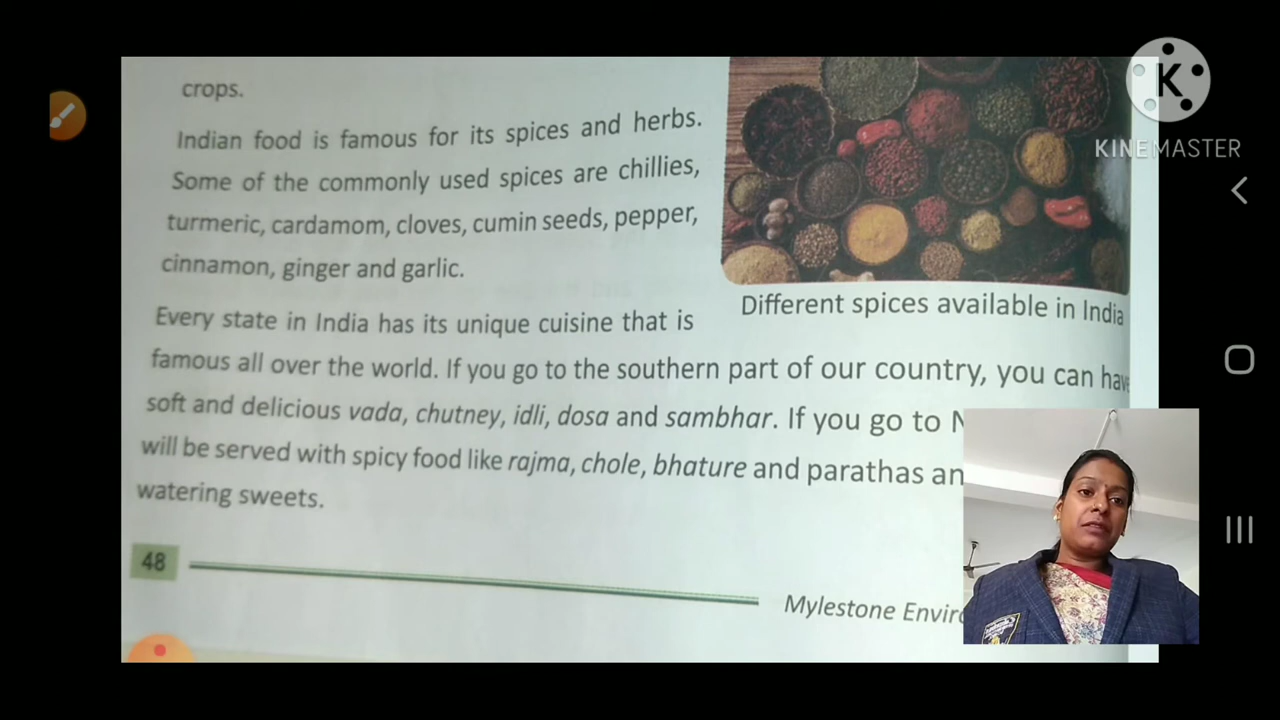 crops.
Indian food is famous for its spices and herbs.
Some of the commonly used spices are chillies,
turmeric, cardamom, cloves, cumin seeds, pepper,
cinnamon, ginger and garlic.
Different spices available in India
Every state in India has its unique cuisine that is
famous all over the world. If you go to the southern part of our country, you can have
soft and delicious vada, chutney, idli, dosa and sambhar. If you go to N
will be served with spicy food like rajma, chole, bhature and parathas an
watering sweets.
48
Mylestone Enviro
K
KINEMASTER